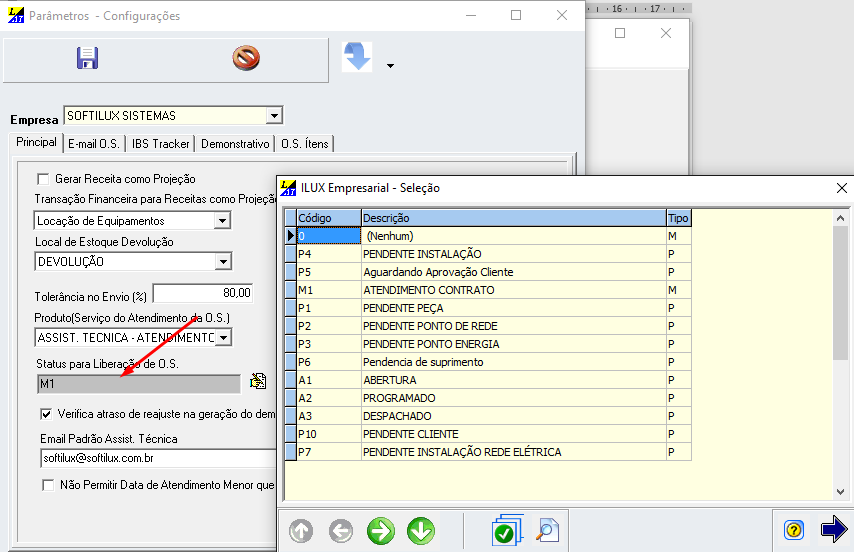 Parâmetros - Configurações
16 17
Empresa SOFTILUX SISTEMAS
Principal E-mail O.S. IBS Tracker Demonstrativo O.S. Ítens
Gerar Receita como Projeção
Transação Financeira para Receitas como Projeçã
Locação de Equipamentos
Local de Estoque Devolução
DEVOLUÇÃO
Tolerância no Envio (%) 80,00
Produto(Serviço do Atendimento da O.S.)
ASSIST. TECNICA - ATENDIMENTO
Status para Liberação de O.S.
M1
Verifica atraso de reajuste na geração do dem
Email Padrão Assist. Técnica
softilux@softilux.com.br
Não Permitir Data de Atendimento Menor que
ILUX Empresarial - Seleção
Código Descrição Tipo
0 (Nenhum) M
P4 PENDENTE INSTALAÇÃO P
P5 Aguardando Aprovação Cliente P
M1 ATENDIMENTO CONTRATO M
P1 PENDENTE PEÇA P
P2 PENDENTE PONTO DE REDE P
P3 PENDENTE PONTO ENERGIA P
P6 Pendencia de suprimento P
A1 ABERTURA P
A2 PROGRAMADO P
A3 DESPACHADO P
P10 PENDENTE CLIENTE P
P7 PENDENTE INSTALAÇÃO REDE ELÉTRICA P